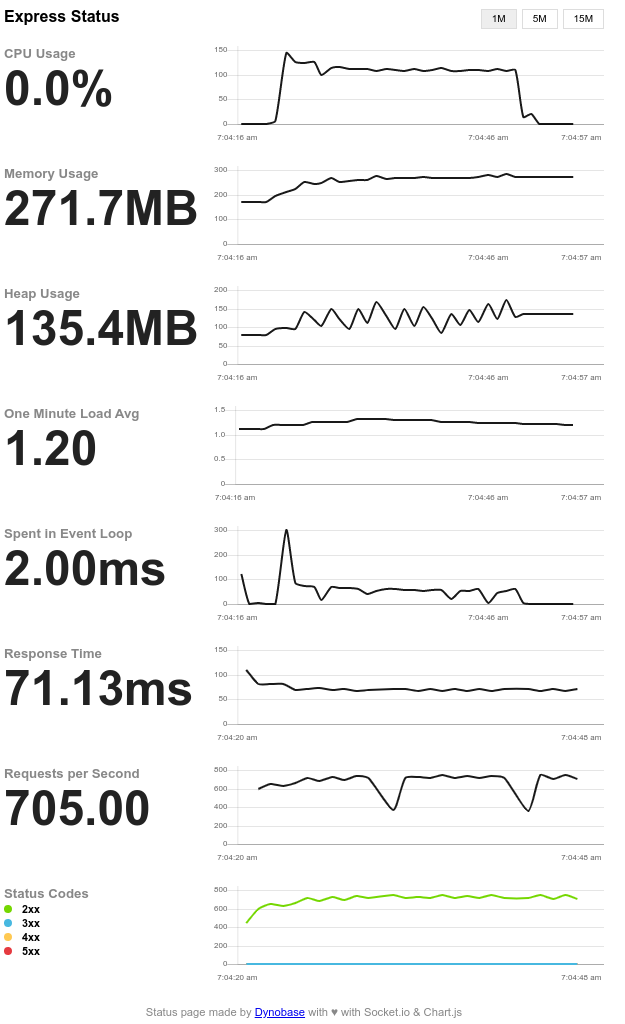 Express Status
1M 5M 15M
CPU Usage
0.0%
150
100
50
0
7:04:16 am 7:04:46 am 7:04:57 am
Memory Usage
271.7MB
300
200
100
0
7:04:16 am 7:04:46 am 7:04:57 am
Heap Usage
135.4MB
200
150
100
50
0
7:04:16 am 7:04:46 am 7:04:57 am
One Minute Load Avg
1.20
1.5
1.0
0.5
0
7:04:16 am 7:04:46 am 7:04:57 am
Spent in Event Loop
2.00ms
300
200
100
0
7:04:16 am 7:04:46 am 7:04:57 am
Response Time
71.13ms
150
100
50
0
7:04:20 am 7:04:48 am
Requests per Second
705.00
800
600
400
200
0
7:04:20 am 7:04:48 am
Status Codes
2xx
3xx
4xx
5xx
800
600
400
200
0
7:04:20 am 7:04:48 am
Status page made by Dynobase with ♥ with Socket.io & Chart.js